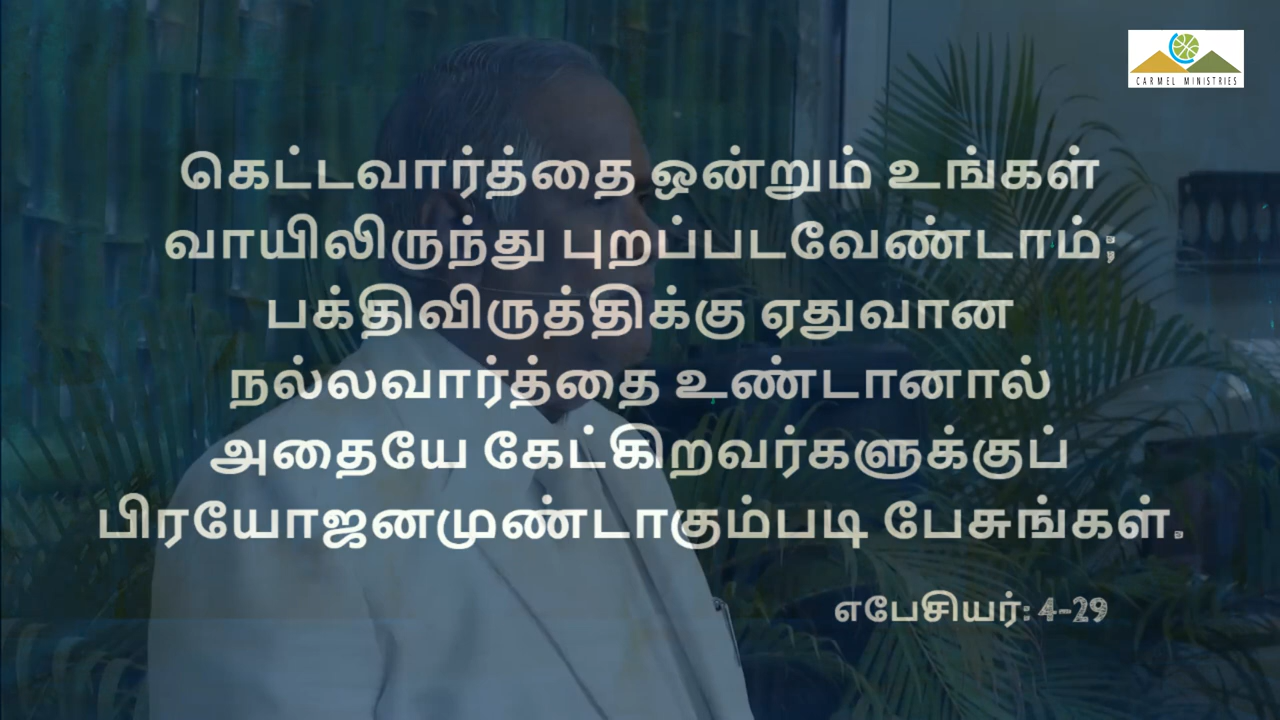 CARMEL MINISTRIES
கெட்டவார்த்தை ஒன்றும் உங்கள்
வாயிலிருந்து புறப்படவேண்டாம்;
பக்திவிருத்திக்கு ஏதுவான
நல்லவார்த்தை உண்டானால்
அதையே கேட்கிறவர்களுக்குப்
பிரயோஜனமுண்டாகும்படி பேசுங்கள்.
எபேசியர்: 4-29